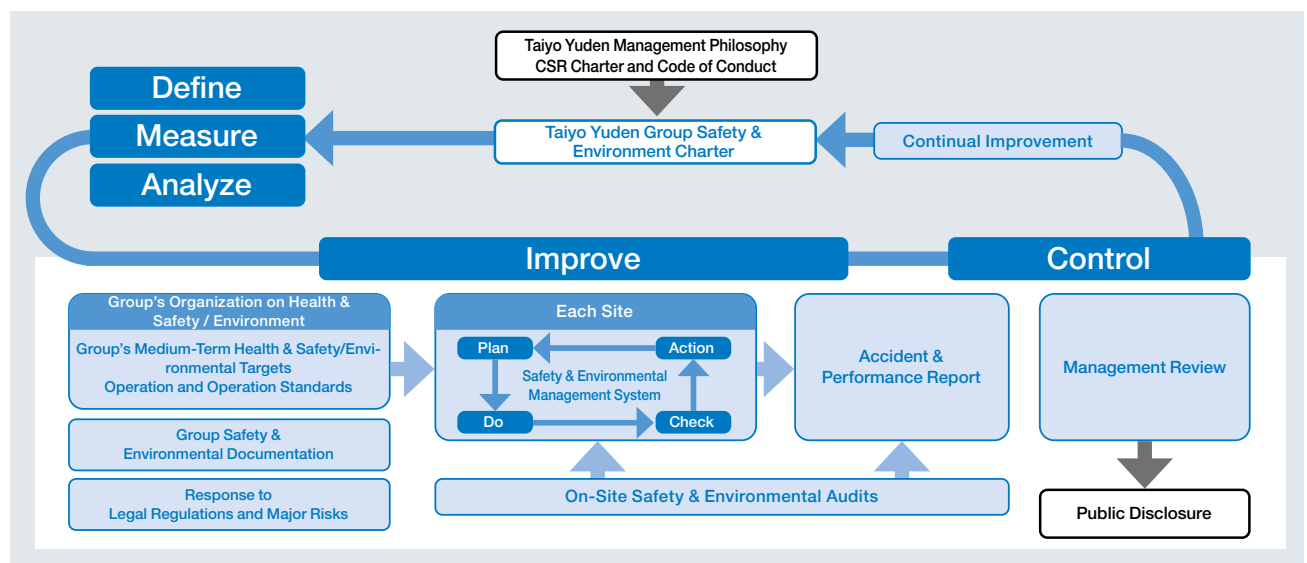 Taiyo Yuden Management Philosophy
CSR Charter and Code of Conduct
Define
Measure
Analyze
Taiyo Yuden Group Safety &
Environment Charter
Continual Improvement
Improve
Control
Group's Organization on Health &
Safety / Environment
Group's Medium-Term Health & Safety/Envi-
ronmental Targets
Operation and Operation Standards
Group Safety &
Environmental Documentation
Response to
Legal Regulations and Major Risks
Each Site
Plan
Action
Safety & Environmental
Management System
Do
Check
Accident &
Performance Report
On-Site Safety & Environmental Audits
Management Review
Public Disclosure